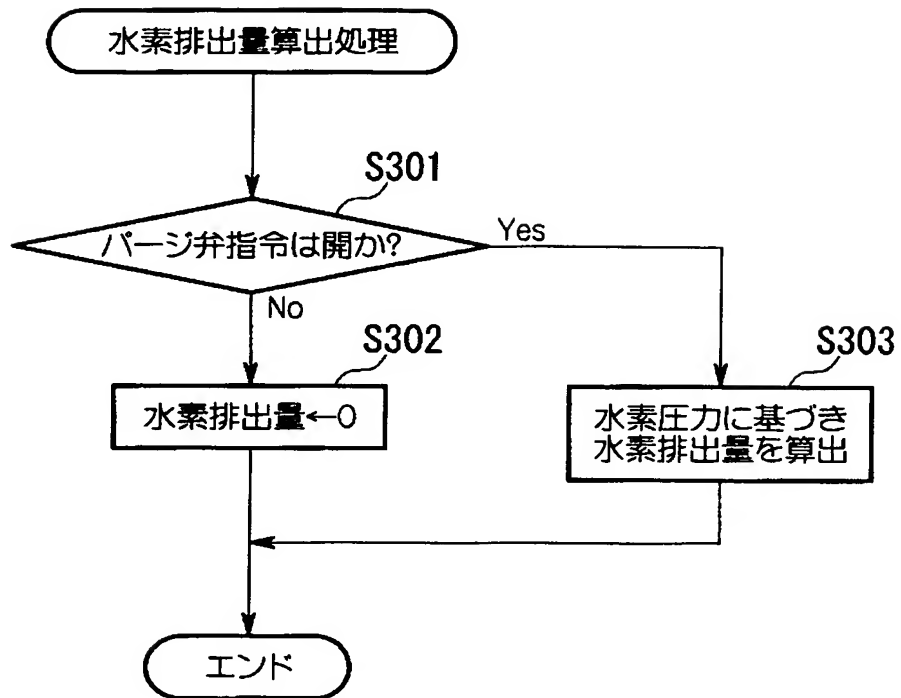 水素排出量算出処理
S301
パージ弁指令は開か?
Yes
No
S302
S303
水素排出量←0
水素圧力に基づき
水素排出量を算出
エンド